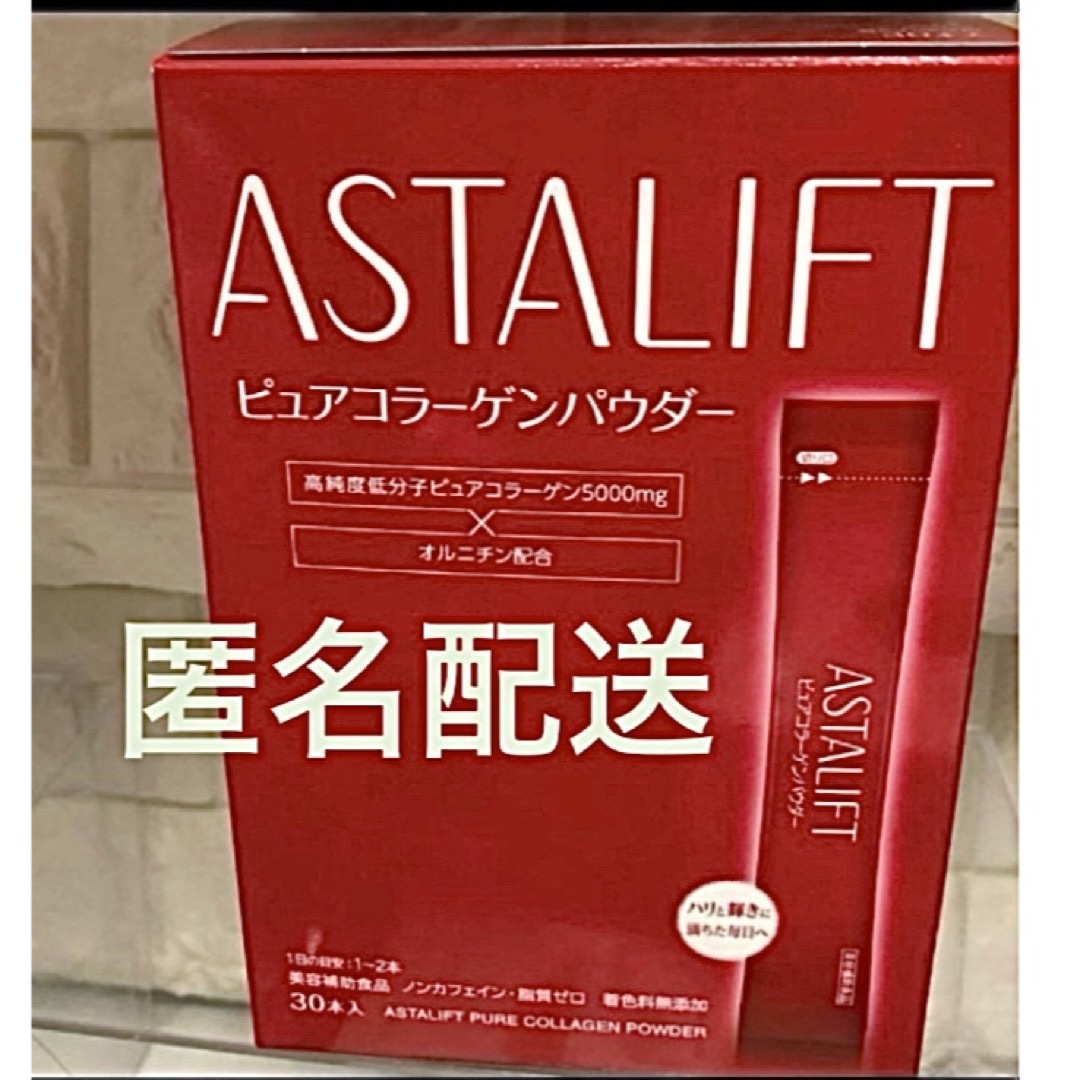 ASTALIFT
ピュアコラーゲンパウダー
高純度低分子ピュアコラーゲン5000mg
×
オルニチン配合
匿名配送
ASTALIFT
ピュアコラーゲンパウダー
ハリと輝きに
満ちた毎日へ
1日の目安：1〜2本
美容補助食品 ノンカフェイン・脂質ゼロ 着色料無添加
30本入 ASTALIFT PURE COLLAGEN POWDER